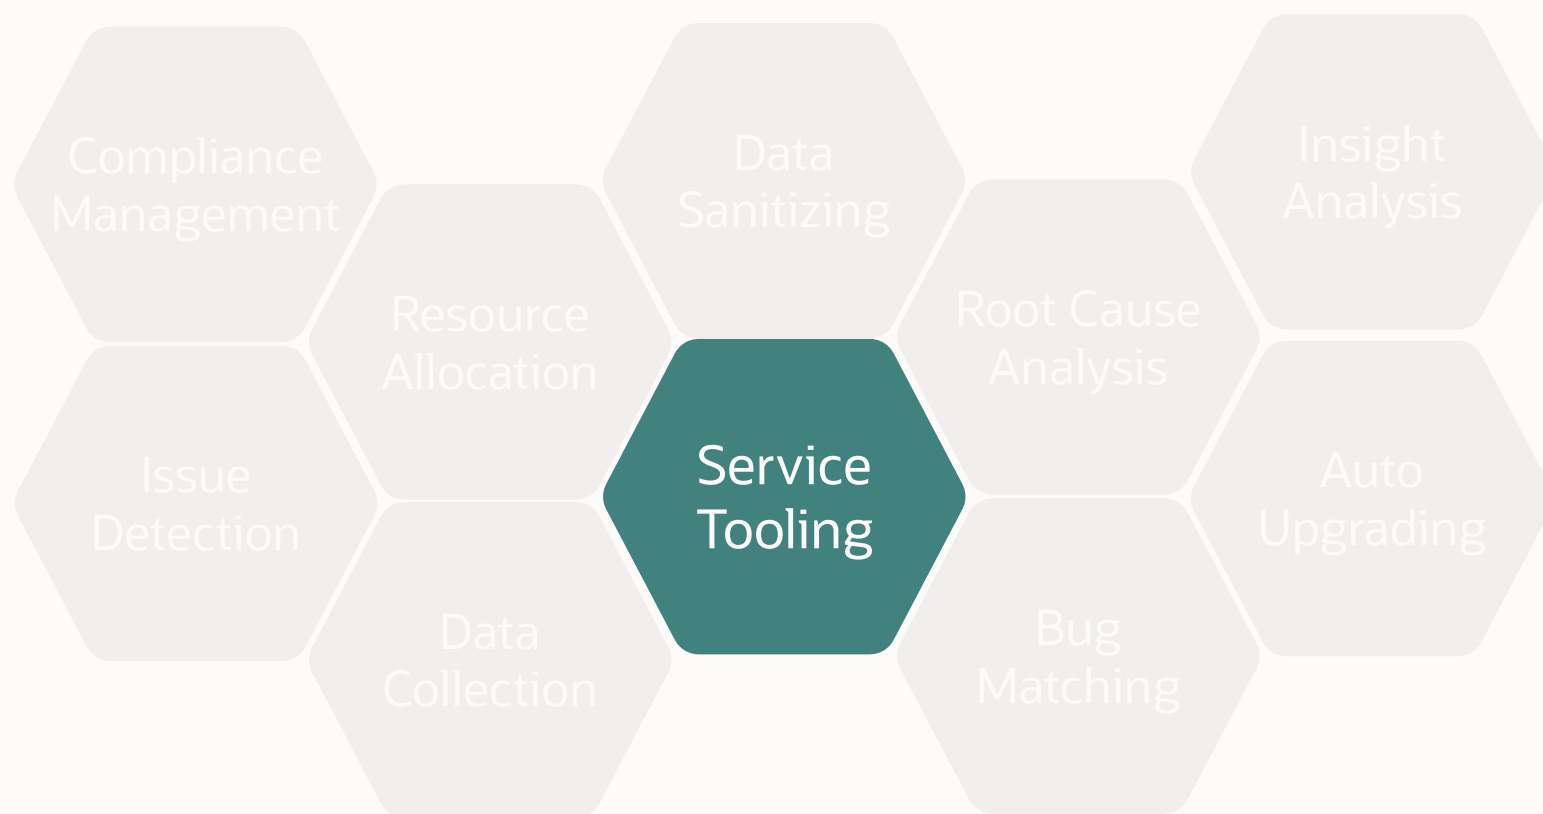 Compliance
Management
Data
Sanitizing
Insight
Analysis
Resource
Allocation
Root Cause
Analysis
Issue
Detection
Service
Tooling
Auto
Upgrading
Data
Collection
Bug
Matching